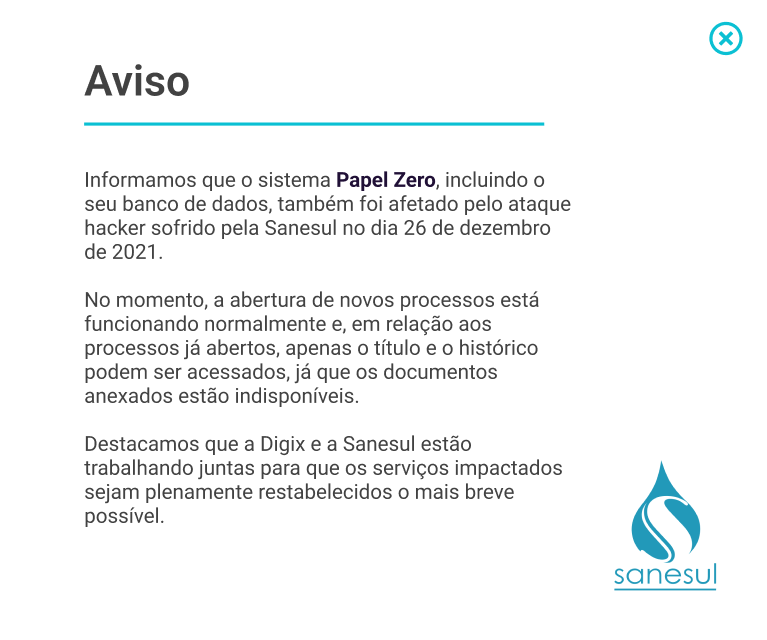 Aviso
Informamos que o sistema Papel Zero, incluindo o
seu banco de dados, também foi afetado pelo ataque
hacker sofrido pela Sanesul no dia 26 de dezembro
de 2021.
No momento, a abertura de novos processos está
funcionando normalmente e, em relação aos
processos já abertos, apenas o título e o histórico
podem ser acessados, já que os documentos
anexados estão indisponíveis.
Destacamos que a Digix e a Sanesul estão
trabalhando juntas para que os serviços impactados
sejam plenamente restabelecidos o mais breve
possível.
sanesul